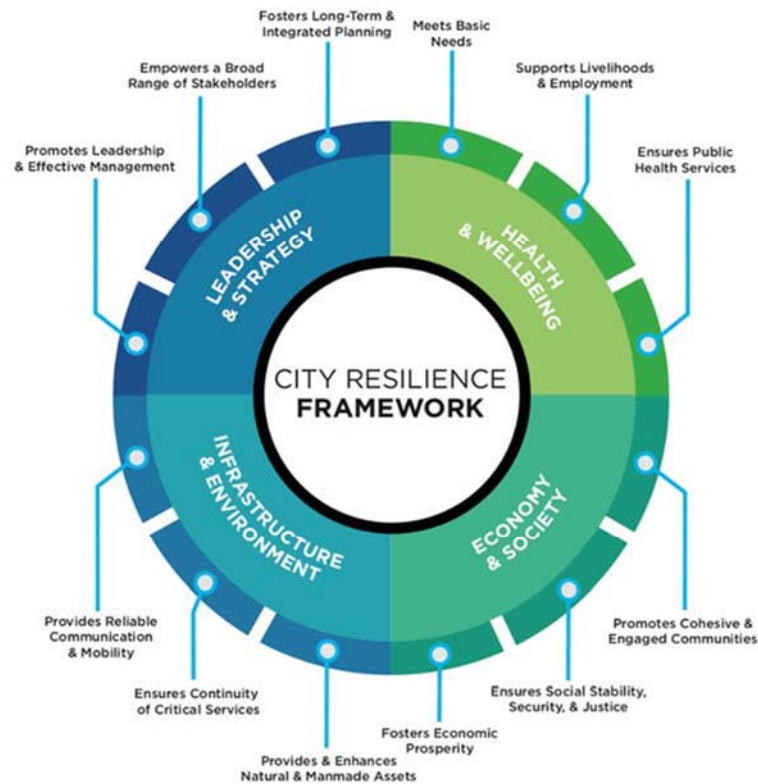 Fosters Long-Term &
Integrated Planning
Meets Basic
Needs
Empowers a Broad
Range of Stakeholders
Supports Livelihoods
& Employment
Promotes Leadership
& Effective Management
Ensures Public
Health Services
LEADERSHIP
& STRATEGY
HEALTH
& WELLBEING
CITY RESILIENCE
FRAMEWORK
INFRASTRUCTURE
& ENVIRONMENT
ECONOMY
& SOCIETY
Provides Reliable
Communication
& Mobility
Promotes Cohesive &
Engaged Communities
Ensures Continuity
of Critical Services
Ensures Social Stability,
Security, & Justice
Provides & Enhances
Natural & Manmade Assets
Fosters Economic
Prosperity